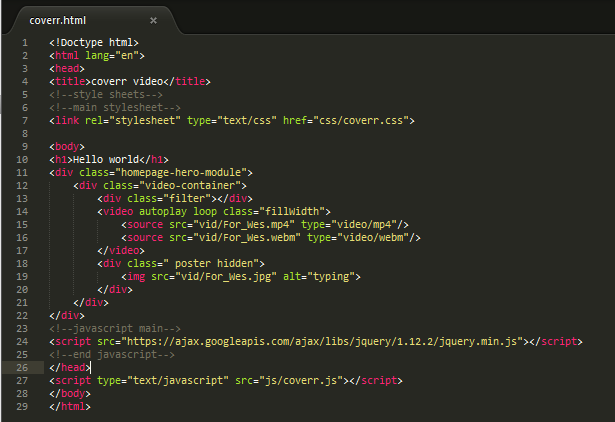 coverr.html ×
1 <!Doctype html>
2 <html lang="en">
3 <head>
4 <title>coverr video</title>
5 <!--style sheets-->
6 <!--main stylesheet-->
7 <link rel="stylesheet" type="text/css" href="css/coverr.css">
8
9 <body>
10 <h1>Hello world</h1>
11 <div class="homepage-hero-module">
12     <div class="video-container">
13         <div class="filter"></div>
14         <video autoplay loop class="fillWidth">
15             <source src="vid/For_Wes.mp4" type="video/mp4"/>
16             <source src="vid/For_Wes.webm" type="video/webm"/>
17         </video>
18         <div class=" poster hidden">
19             <img src="vid/For_Wes.jpg" alt="typing">
20         </div>
21     </div>
22 </div>
23 <!--javascript main-->
24 <script src="https://ajax.googleapis.com/ajax/libs/jquery/1.12.2/jquery.min.js"></script>
25 <!--end javascript-->
26 </head>
27 <script type="text/javascript" src="js/coverr.js"></script>
28 </body>
29 </html>